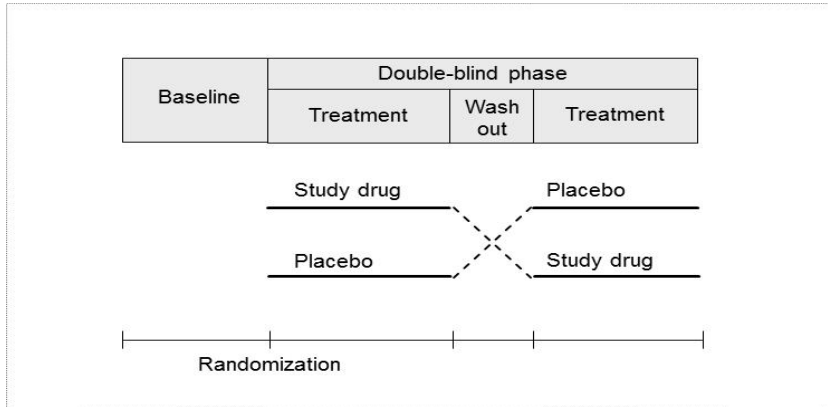 Double-blind phase
Baseline
Treatment
Wash
out
Treatment
Study drug
Placebo
Placebo
Study drug
Randomization